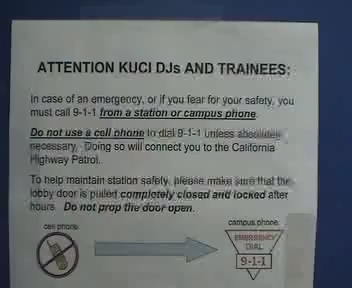 ATTENTION KUCI DJs AND TRAINEES:
In case of an emergency, or if you fear for your safety, you
must call 9-1-1 from a station or campus phone.
Do not use a cell phone to dial 9-1-1 unless absolutely
necessary. Doing so will connect you to the California
Highway Patrol.
To help maintain station safety, please make sure that the
lobby door is pulled completely closed and locked after
hours. Do not prop the door open.
cell phone
campus phone
EMERGENCY
DIAL
9-1-1